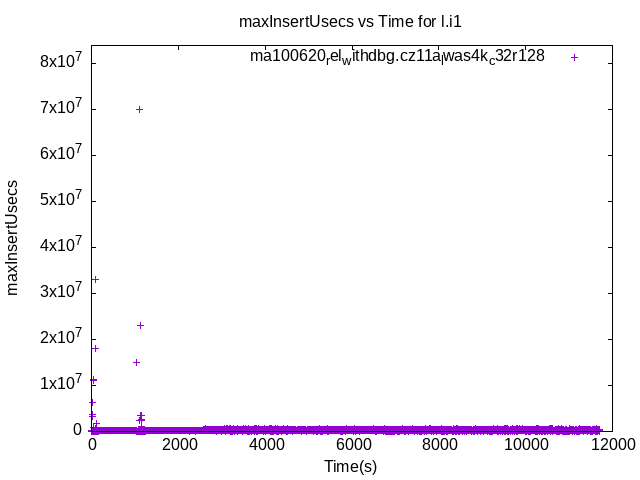 maxInsertUsecs vs Time for l.i1
ma100620_rel_withdbg.cz11a_lwas4k_c32r128
8x10^7
7x10^7
6x10^7
5x10^7
4x10^7
3x10^7
2x10^7
1x10^7
0
maxInsertUsecs
0 2000 4000 6000 8000 10000 12000
Time(s)